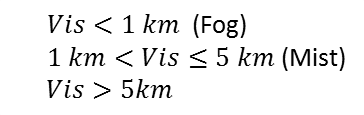 Vis < 1 km (Fog)
1 km < Vis ≤ 5 km (Mist)
Vis > 5km